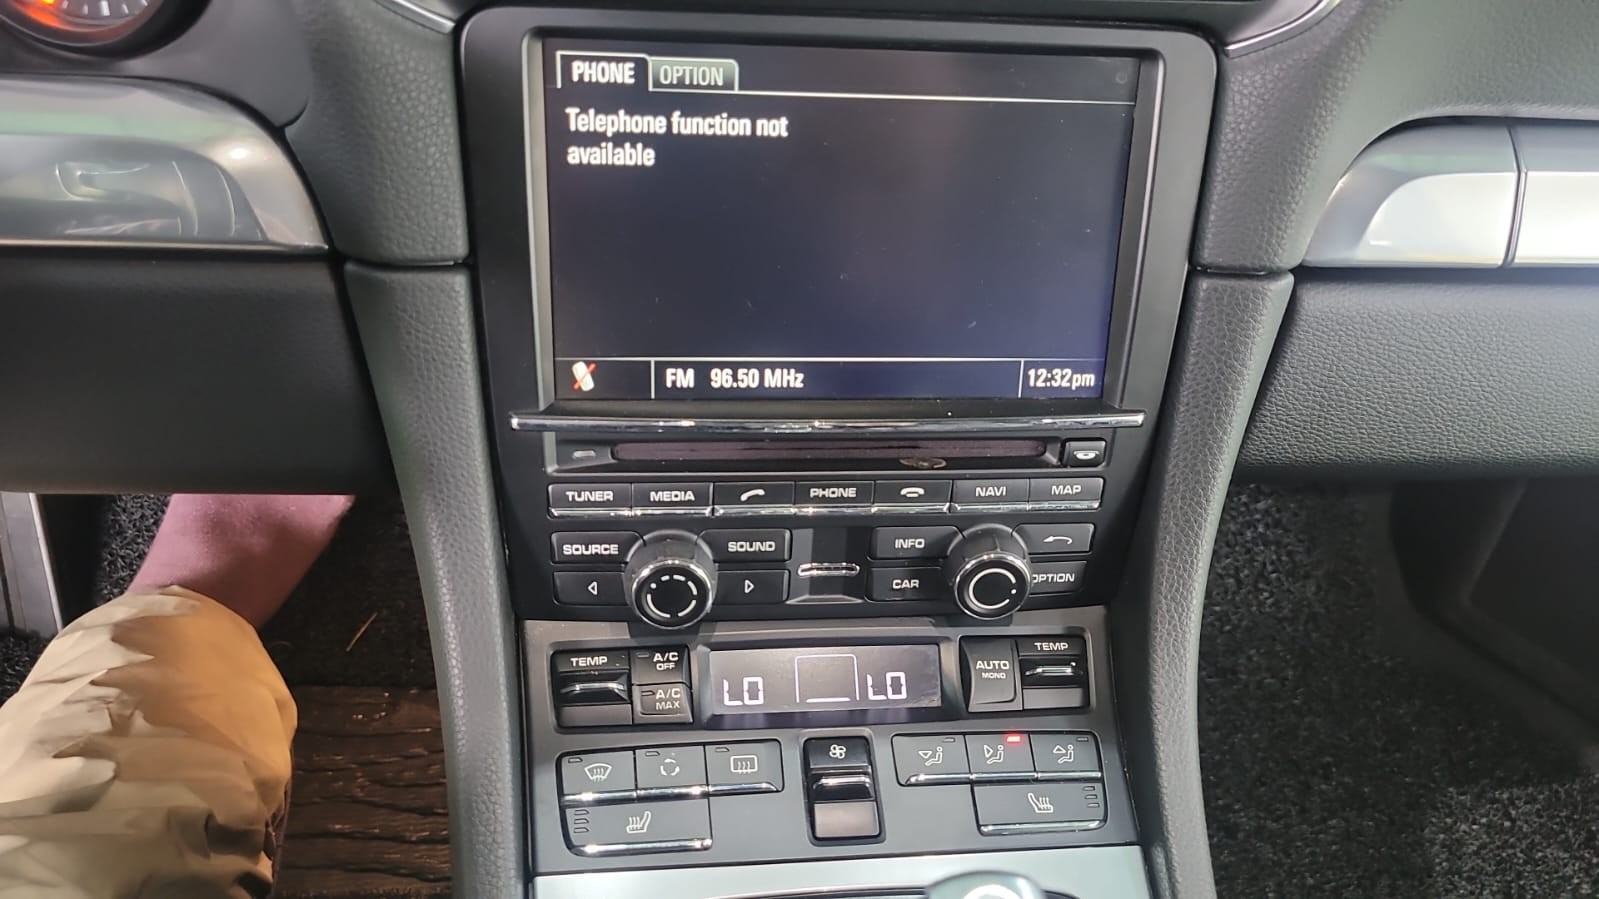 PHONE OPTION
Telephone function not
available
FM 96.50 MHz 12:32pm
TUNER MEDIA PHONE NAVI MAP
SOURCE SOUND INFO
CAR OPTION
TEMP A/C OFF AUTO MONO TEMP
A/C MAX
LO LO